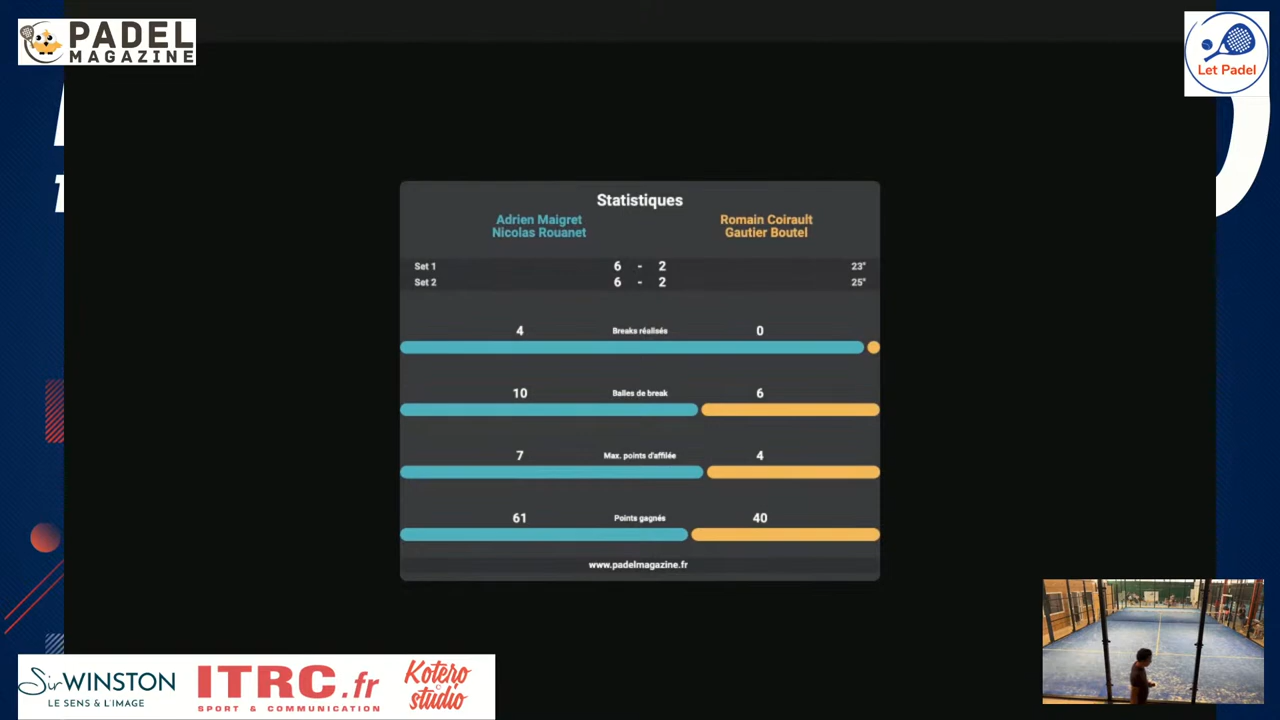 PADEL
MAGAZINE
Let Padel
Statistiques
Adrien Maigret
Nicolas Rouanet
Romain Coirault
Gautier Boutel
Set 1 6 - 2 23"
Set 2 6 - 2 25"
4 Breaks réalisés 0
10 Balles de break 6
7 Max. points d'affilée 4
61 Points gagnés 40
www.padelmagazine.fr
Sir WINSTON
LE SENS & L'IMAGE
ITRC.fr
SPORT & COMMUNICATION
Kotéro
studio